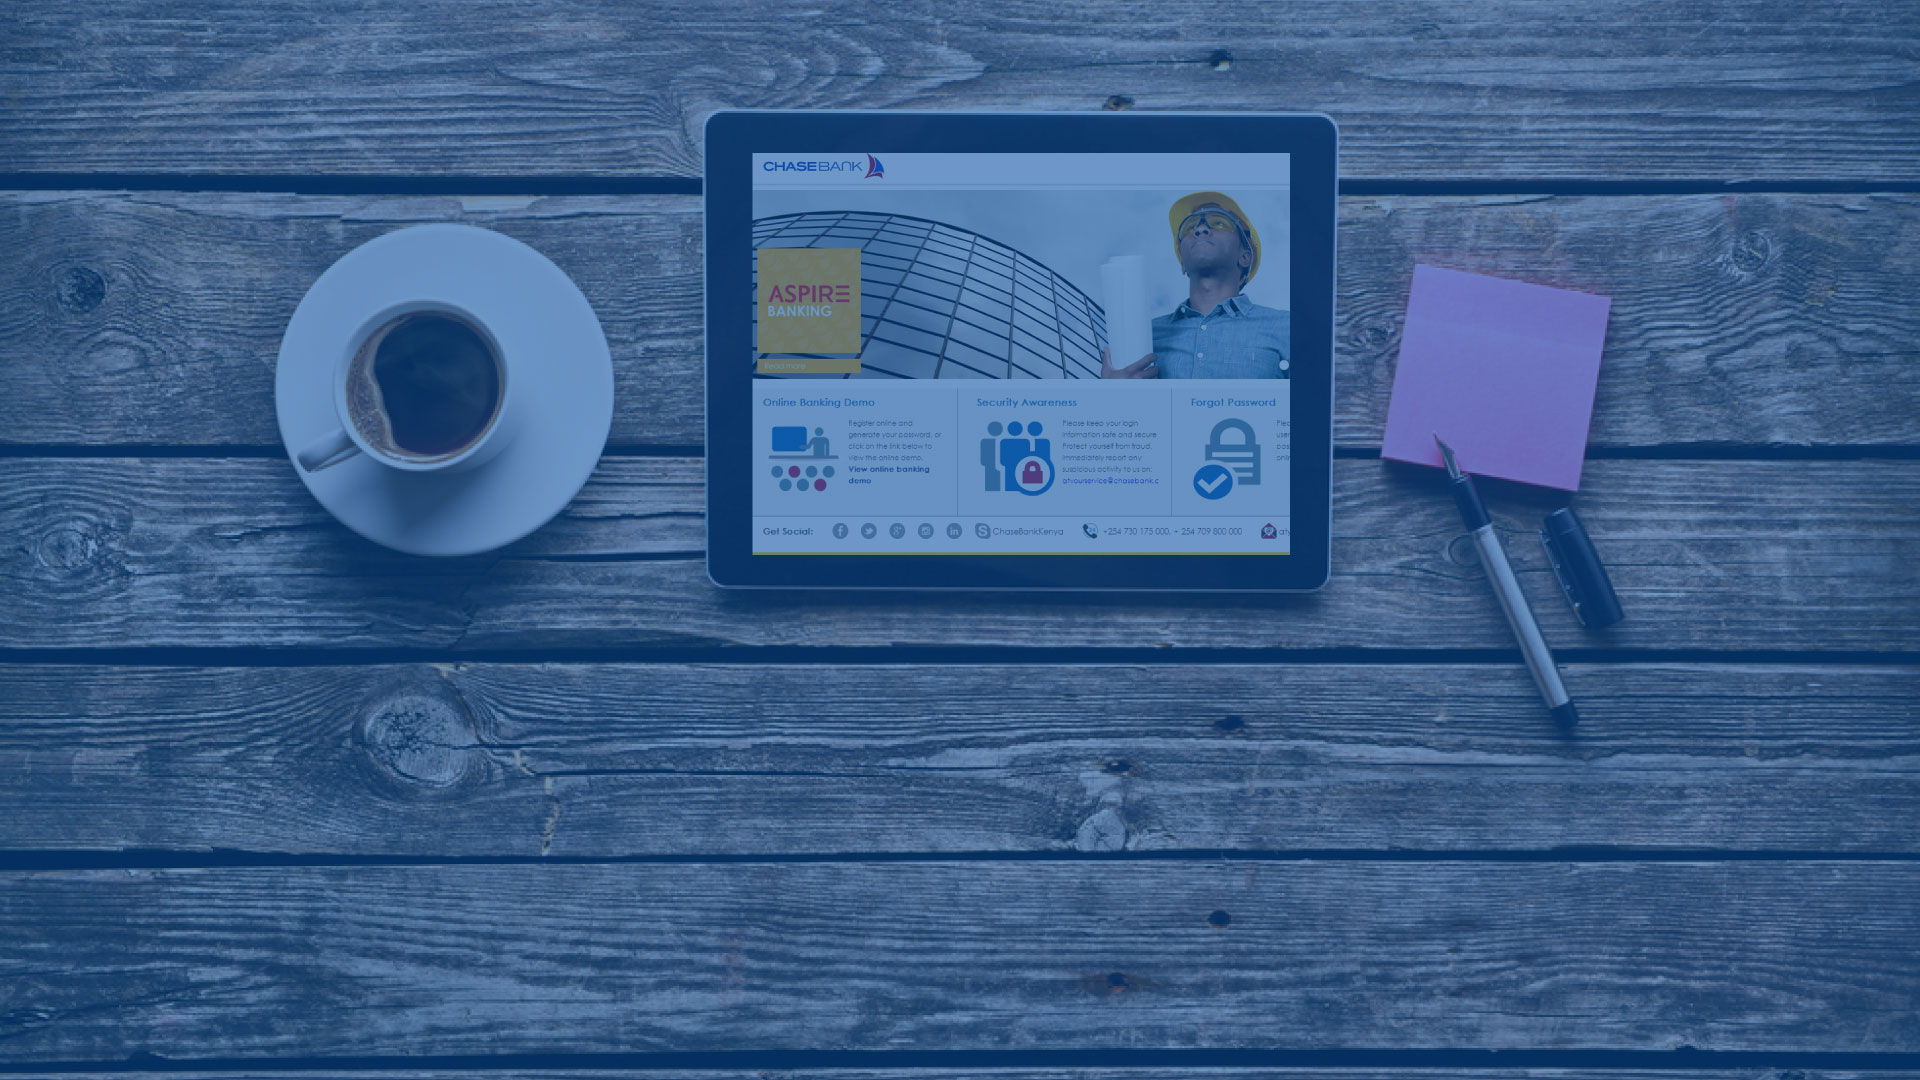 CHASE BANK
ASPIRE
BANKING
Read more
Online Banking Demo
Register online and
generate your password, or
click on the link below to
view the online demo.
View online banking
demo
Security Awareness
Please keep your login
information safe and secure
Protect yourself from fraud,
immediately report any
suspicious activity to us on:
atyourservice@chasebank.c
Forgot Password
Get Social:
ChaseBankKenya
+254 730 175 000, + 254 709 800 000